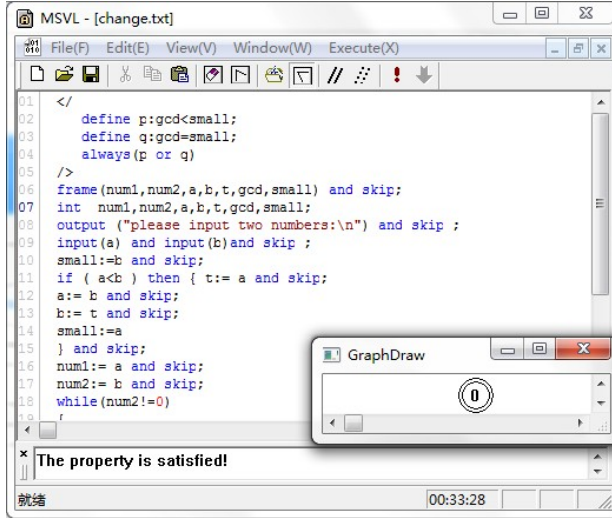 MSVL - [change.txt]
File(F) Edit(E) View(V) Window(W) Execute(X)
01 </
02 define p:gcd<small;
03 define q:gcd=small;
04 always(p or q)
05 />
06 frame(num1,num2,a,b,t,gcd,small) and skip;
07 int num1,num2,a,b,t,gcd,small;
08 output ("please input two numbers:\n") and skip ;
09 input(a) and input(b)and skip ;
10 small:=b and skip;
11 if ( a<b ) then { t:= a and skip;
12 a:= b and skip;
13 b:= t and skip;
14 small:=a
15 } and skip;
16 num1:= a and skip;
17 num2:= b and skip;
18 while(num2!=0)
19 {
GraphDraw
0
The property is satisfied!
就绪
00:33:28